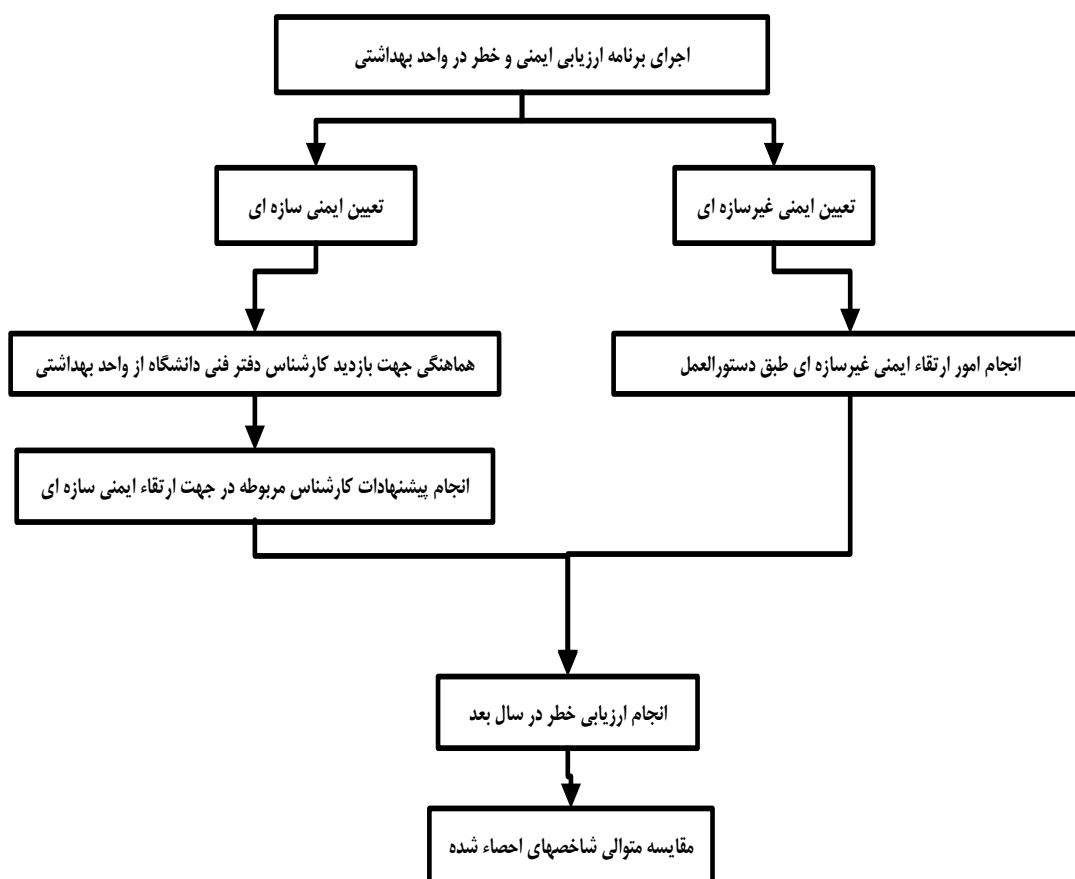 اجرای برنامه ارزیابی ایمنی و خطر در واحد بهداشتی
تعیین ایمنی غیرسازه ای
تعیین ایمنی سازه ای
انجام امور ارتقاء ایمنی غیرسازه ای طبق دستورالعمل
هماهنگی جهت بازدید کارشناس دفتر فنی دانشگاه از واحد بهداشتی
انجام پیشنهادات کارشناس مربوطه در جهت ارتقاء ایمنی سازه ای
انجام ارزیابی خطر در سال بعد
مقایسه متوالی شاخصهای احصاء شده